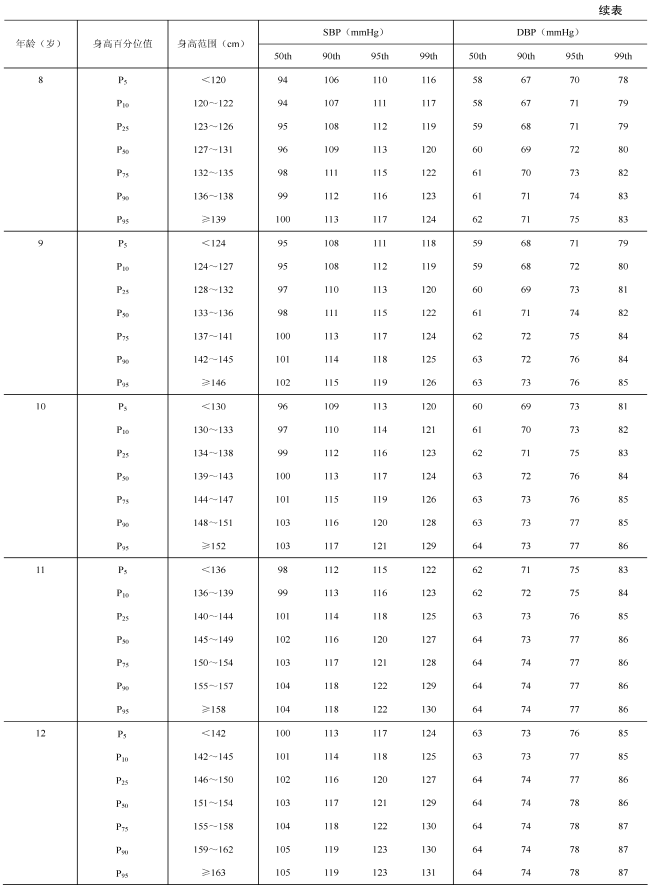 续表
年龄（岁） 身高百分位值 身高范围（cm） SBP（mmHg） DBP（mmHg）
50th 90th 95th 99th 50th 90th 95th 99th
8 P5 ＜120 94 106 110 116 58 67 70 78
P10 120～122 94 107 111 117 58 67 71 79
P25 123～126 95 108 112 119 59 68 71 79
P50 127～131 96 109 113 120 60 69 72 80
P75 132～135 98 111 115 122 61 70 73 82
P90 136～138 99 112 116 123 61 71 74 83
P95 ≥139 100 113 117 124 62 71 75 83
9 P5 ＜124 95 108 111 118 59 68 71 79
P10 124～127 95 108 112 119 59 68 72 80
P25 128～132 97 110 113 120 60 69 73 81
P50 133～136 98 111 115 122 61 71 74 82
P75 137～141 100 113 117 124 62 72 75 84
P90 142～145 101 114 118 125 63 72 76 84
P95 ≥146 102 115 119 126 63 73 76 85
10 P5 ＜130 96 109 113 120 60 69 73 81
P10 130～133 97 110 114 121 61 70 73 82
P25 134～138 99 112 116 123 62 71 75 83
P50 139～143 100 113 117 124 63 72 76 84
P75 144～147 101 115 119 126 63 73 76 85
P90 148～151 103 116 120 128 63 73 77 85
P95 ≥152 103 117 121 129 64 73 77 86
11 P5 ＜136 98 112 115 122 62 71 75 83
P10 136～139 99 113 116 123 62 72 75 84
P25 140～144 101 114 118 125 63 73 76 85
P50 145～149 102 116 120 127 64 73 77 86
P75 150～154 103 117 121 128 64 74 77 86
P90 155～157 104 118 122 129 64 74 77 86
P95 ≥158 104 118 122 130 64 74 77 86
12 P5 ＜142 100 113 117 124 63 73 76 85
P10 142～145 101 114 118 125 63 73 77 85
P25 146～150 102 116 120 127 64 74 77 86
P50 151～154 103 117 121 129 64 74 78 86
P75 155～158 104 118 122 130 64 74 78 87
P90 159～162 105 119 123 130 64 74 78 87
P95 ≥163 105 119 123 131 64 74 78 87